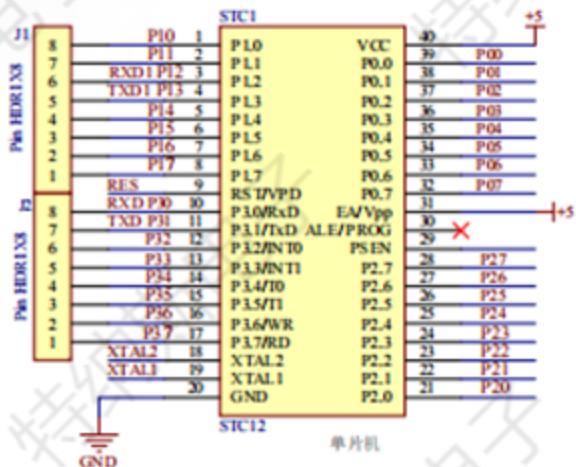 STC1
+5
J1
8 P10 1 P1.0 VCC 40
7 P11 2 P1.1 P0.0 39 P00
6 RXD1 P12 3 P1.2 P0.1 38 P01
5 TXD1 P13 4 P1.3 P0.2 37 P02
4 P14 5 P1.4 P0.3 36 P03
3 P15 6 P1.5 P0.4 35 P04
2 P16 7 P1.6 P0.5 34 P05
1 P17 8 P1.7 P0.6 33 P06
Pin HDR1X8
RES 9 RST/VPD P0.7 32 P07
8 RXD P30 10 P3.0/RxD EA/Vpp 31 +5
7 TXD P31 11 P3.1/TxD ALE/PROG 30
6 P32 12 P3.2/INT0 PSEN 29
5 P33 13 P3.3/INT1 P2.7 28 P27
4 P34 14 P3.4/T0 P2.6 27 P26
3 P35 15 P3.5/T1 P2.5 26 P25
2 P36 16 P3.6/WR P2.4 25 P24
1 P37 17 P3.7/RD P2.3 24 P23
Pin HDR1X8
XTAL2 18 XTAL2 P2.2 23 P22
XTAL1 19 XTAL1 P2.1 22 P21
20 GND P2.0 21 P20
STC12
单片机
GND